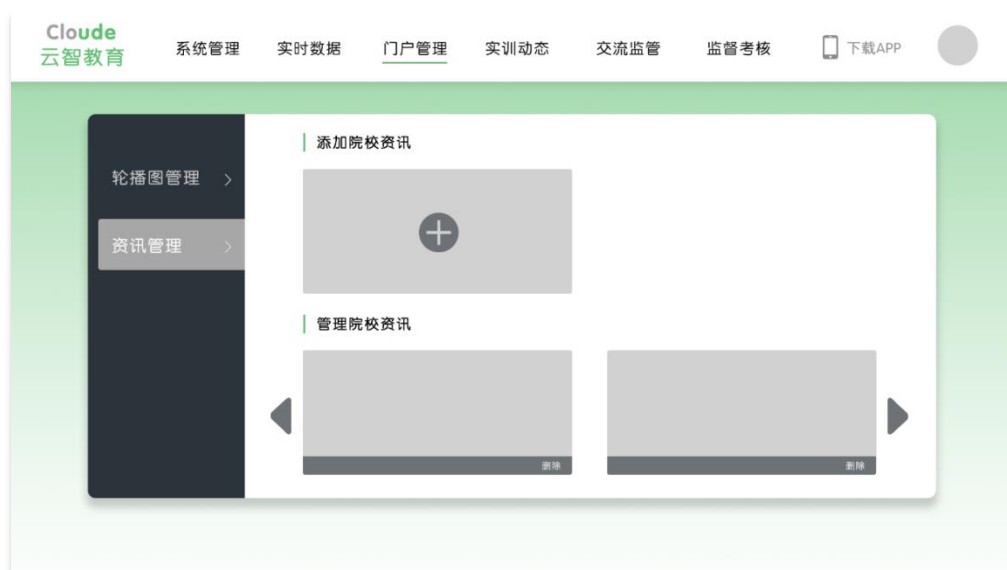 Cloude
云智教育
系统管理 实时数据 门户管理 实训动态 交流监管 监督考核 下载APP
轮播图管理
资讯管理
添加院校资讯
管理院校资讯
删除 删除